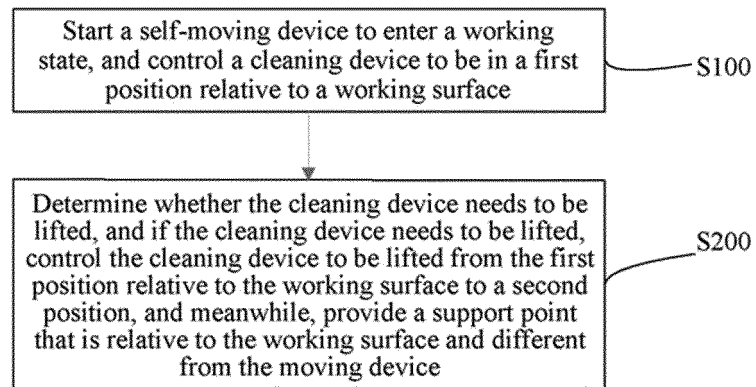 Start a self-moving device to enter a working
state, and control a cleaning device to be in a first
position relative to a working surface
S100
Determine whether the cleaning device needs to be
lifted, and if the cleaning device needs to be lifted,
control the cleaning device to be lifted from the first
position relative to the working surface to a second
position, and meanwhile, provide a support point
that is relative to the working surface and different
from the moving device
S200